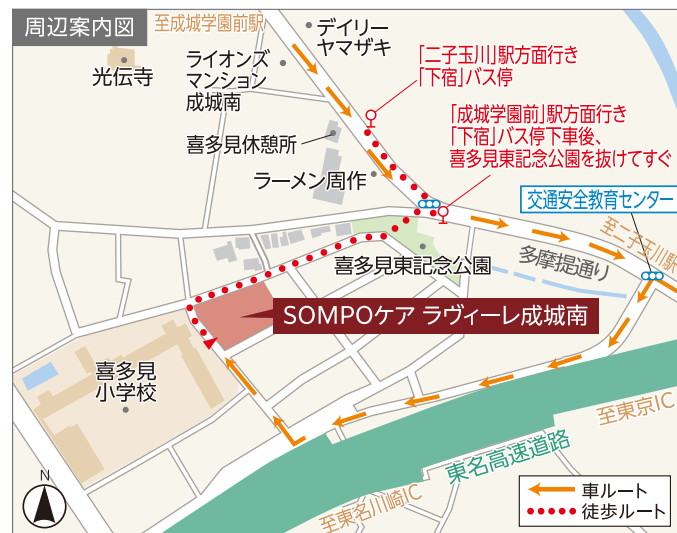 周辺案内図
至成城学園前駅
デイリー
ヤマザキ
光伝寺
ライオンズ
マンション
成城南
「二子玉川」駅方面行き
「下宿」バス停
「成城学園前」駅方面行き
「下宿」バス停下車後、
喜多見東記念公園を抜けてすぐ
喜多見休憩所
ラーメン周作
交通安全教育センター
至二子玉川駅
多摩提通り
喜多見東記念公園
SOMPOケア ラヴィーレ成城南
喜多見
小学校
至東京IC
東名高速道路
至東名川崎IC
N
車ルート
徒歩ルート